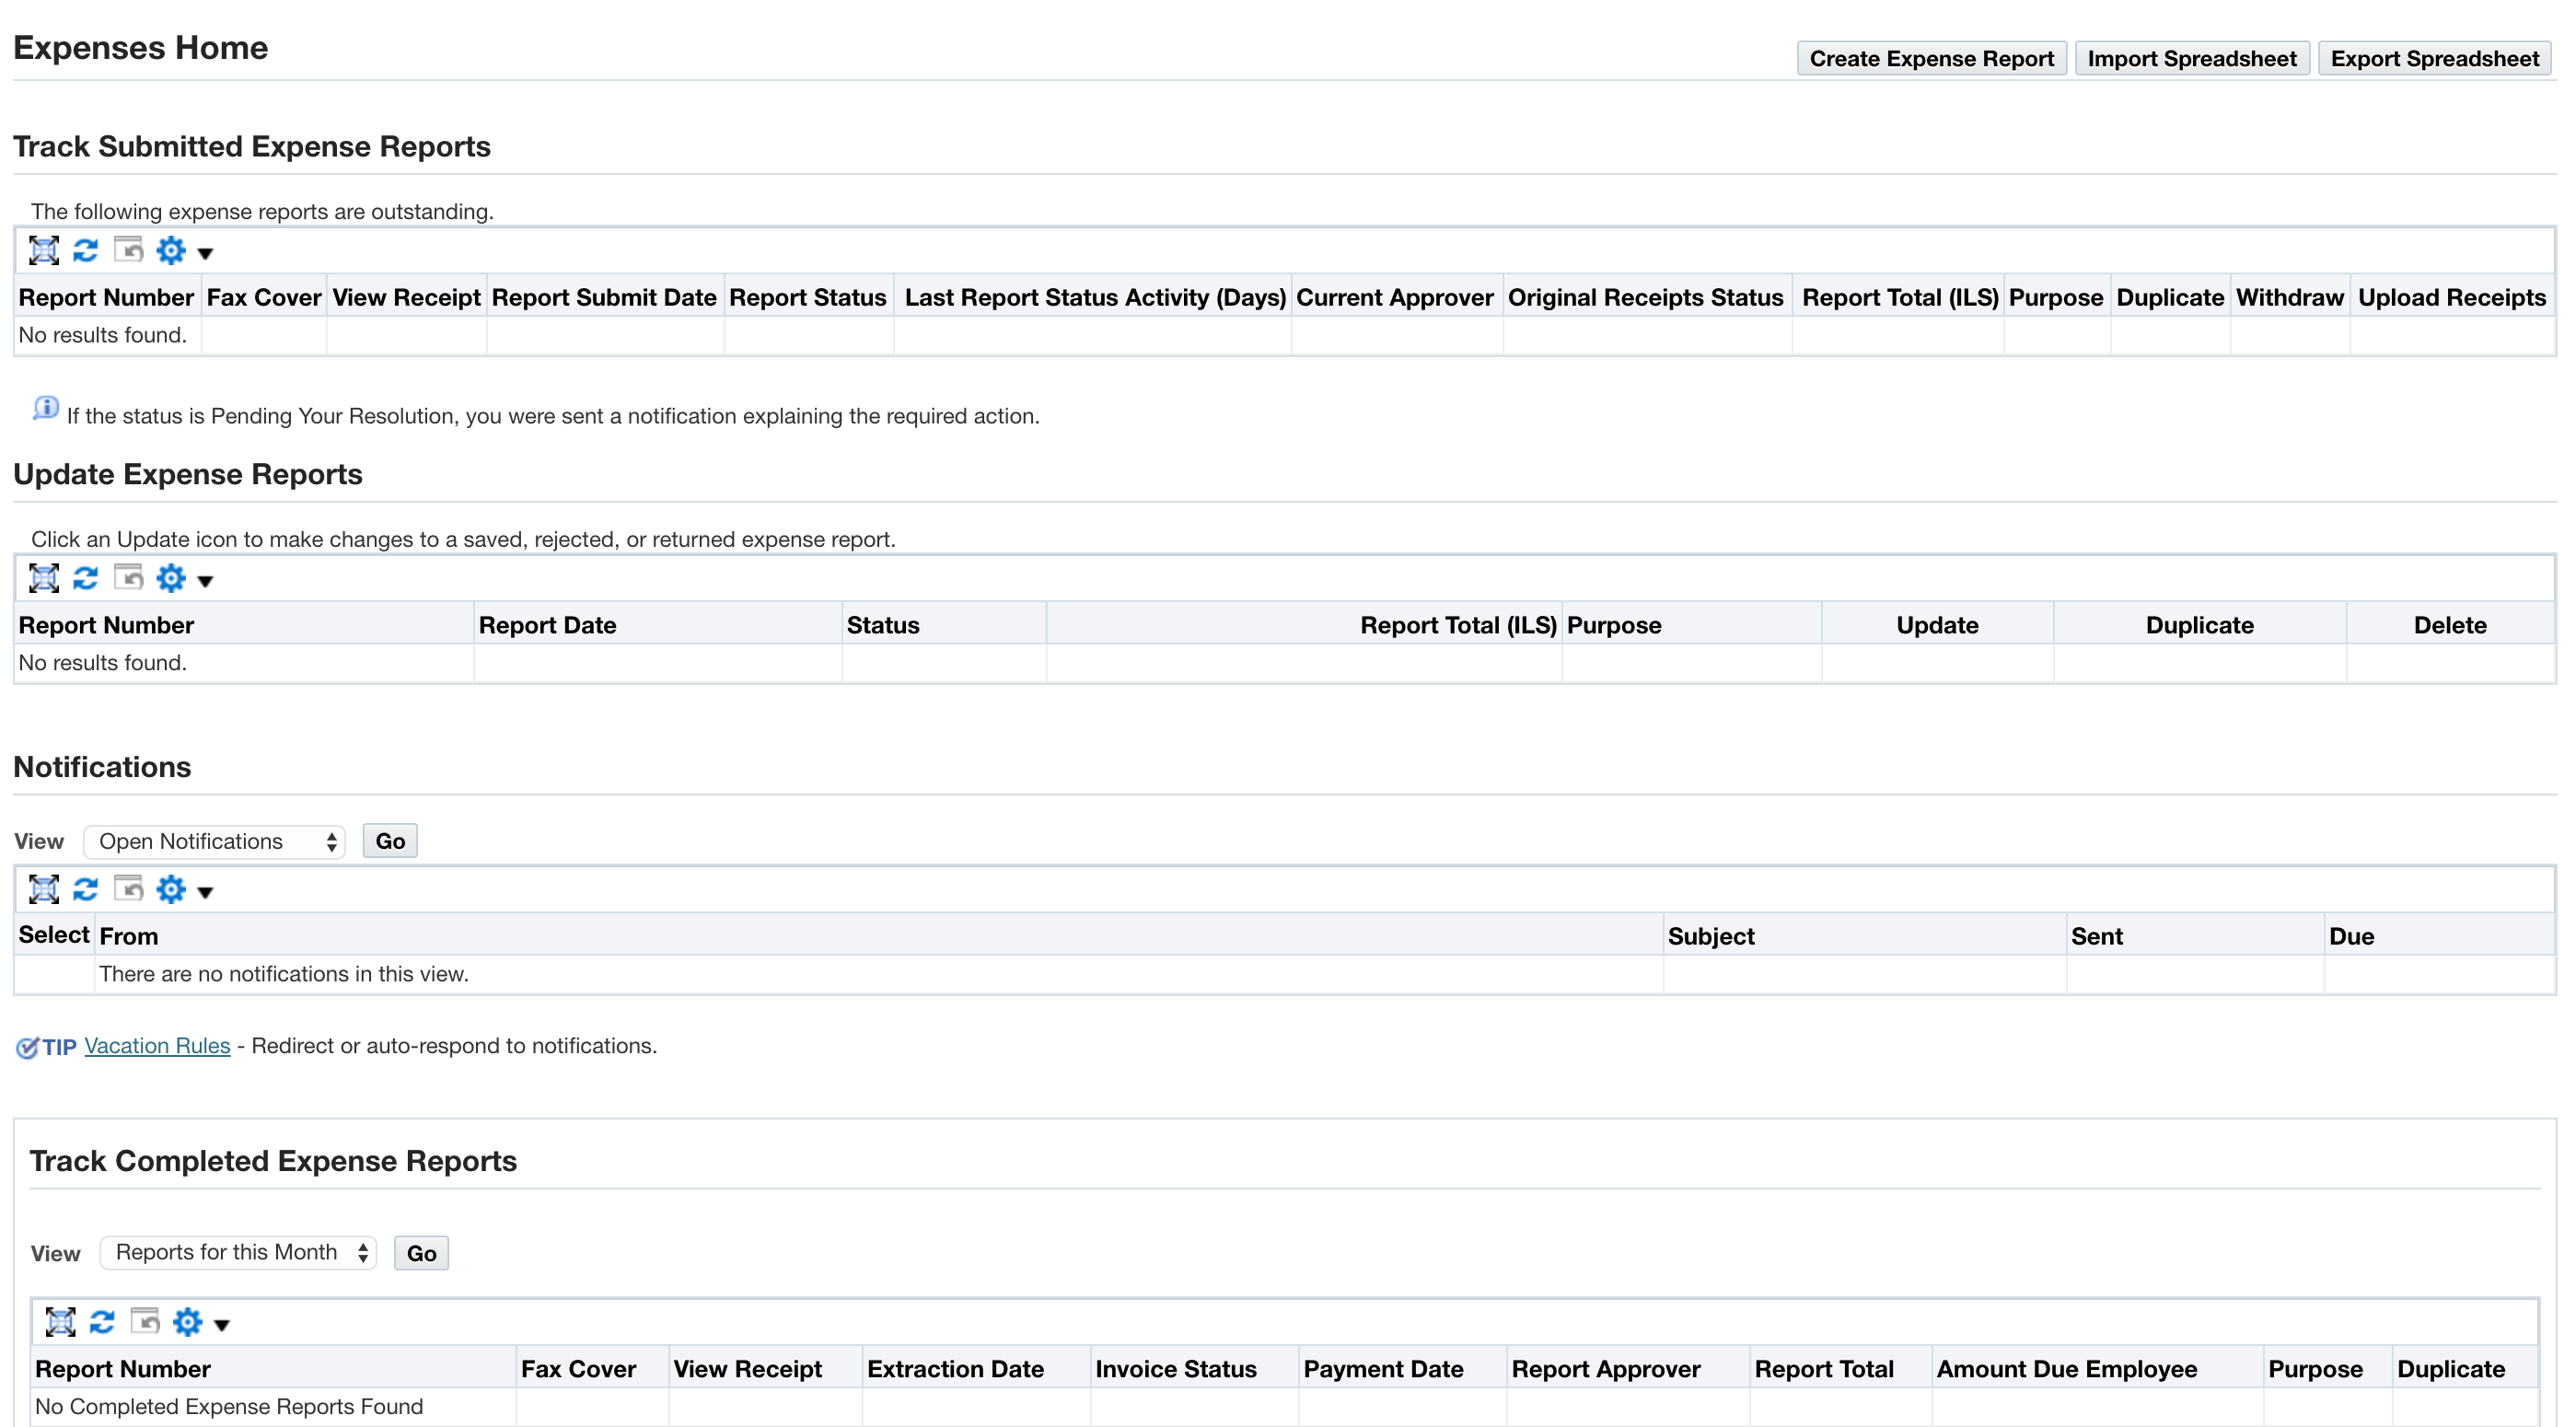 Expenses Home
Create Expense Report Import Spreadsheet Export Spreadsheet
Track Submitted Expense Reports
The following expense reports are outstanding.
Report Number Fax Cover View Receipt Report Submit Date Report Status Last Report Status Activity (Days) Current Approver Original Receipts Status Report Total (ILS) Purpose Duplicate Withdraw Upload Receipts
No results found.
If the status is Pending Your Resolution, you were sent a notification explaining the required action.
Update Expense Reports
Click an Update icon to make changes to a saved, rejected, or returned expense report.
Report Number Report Date Status Report Total (ILS) Purpose Update Duplicate Delete
No results found.
Notifications
View Open Notifications Go
Select From Subject Sent Due
There are no notifications in this view.
TIP Vacation Rules - Redirect or auto-respond to notifications.
Track Completed Expense Reports
View Reports for this Month Go
Report Number Fax Cover View Receipt Extraction Date Invoice Status Payment Date Report Approver Report Total Amount Due Employee Purpose Duplicate
No Completed Expense Reports Found